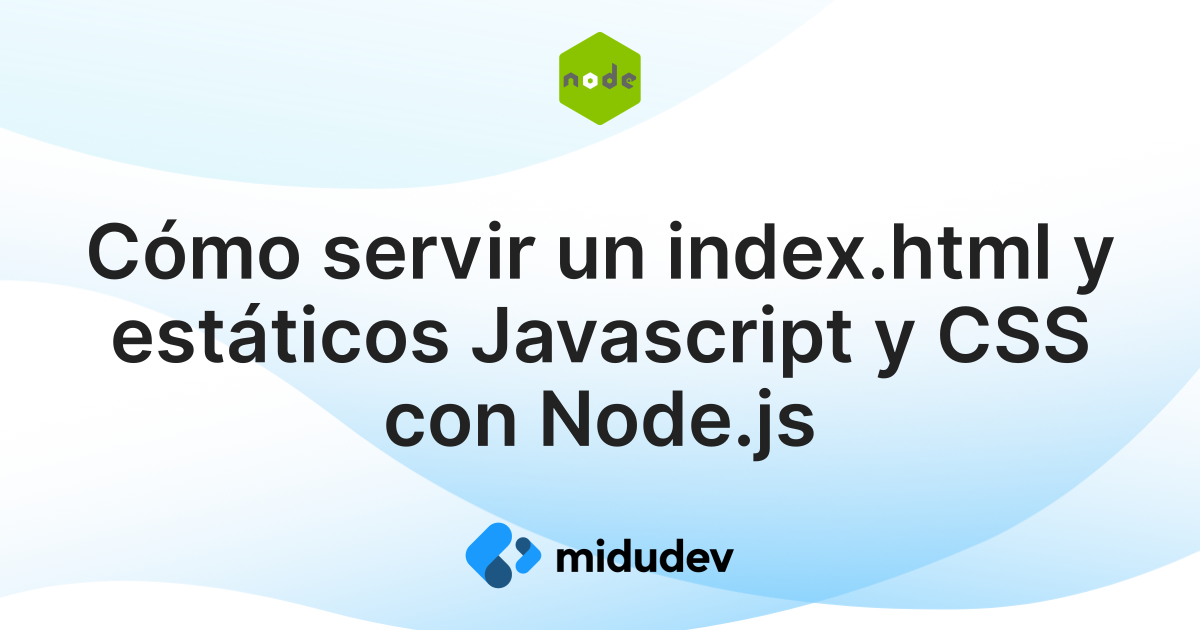 node
Cómo servir un index.html y
estáticos Javascript y CSS
con Node.js
midudev